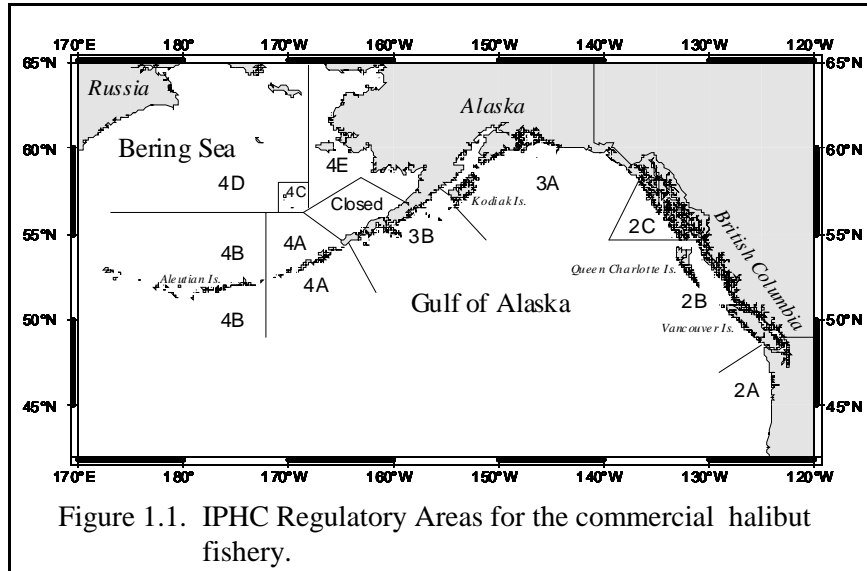 170°E 180° 170°W 160°W 150°W 140°W 130°W 120°W
65°N 65°N
Russia
Alaska
60°N 60°N
Bering Sea
4E
4D
4C
3A
Closed
Kodiak Is.
55°N 55°N
3B
2C
4B
4A
British Columbia
Aleutian Is.
4A
Queen Charlotte Is.
Gulf of Alaska
2B
50°N 50°N
4B
Vancouver Is.
2A
45°N 45°N
170°E 180° 170°W 160°W 150°W 140°W 130°W 120°W
Figure 1.1. IPHC Regulatory Areas for the commercial halibut
fishery.